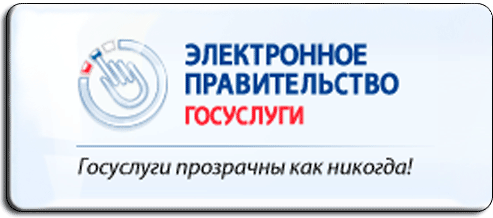 ЭЛЕКТРОННОЕ
ПРАВИТЕЛЬСТВО
ГОСУСЛУГИ
Госуслуги прозрачны как никогда!